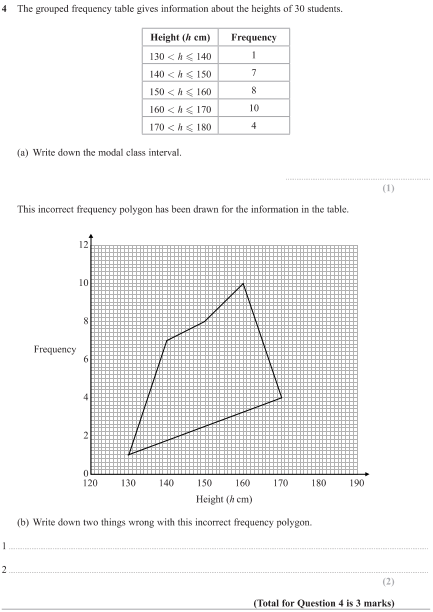 4 The grouped frequency table gives information about the heights of 30 students.
Height (h cm) Frequency
130 < h ⩽ 140 1
140 < h ⩽ 150 7
150 < h ⩽ 160 8
160 < h ⩽ 170 10
170 < h ⩽ 180 4
(a) Write down the modal class interval.
(1)
This incorrect frequency polygon has been drawn for the information in the table.
12
10
8
Frequency
6
4
2
0
120 130 140 150 160 170 180 190
Height (h cm)
(b) Write down two things wrong with this incorrect frequency polygon.
1
2
(2)
(Total for Question 4 is 3 marks)